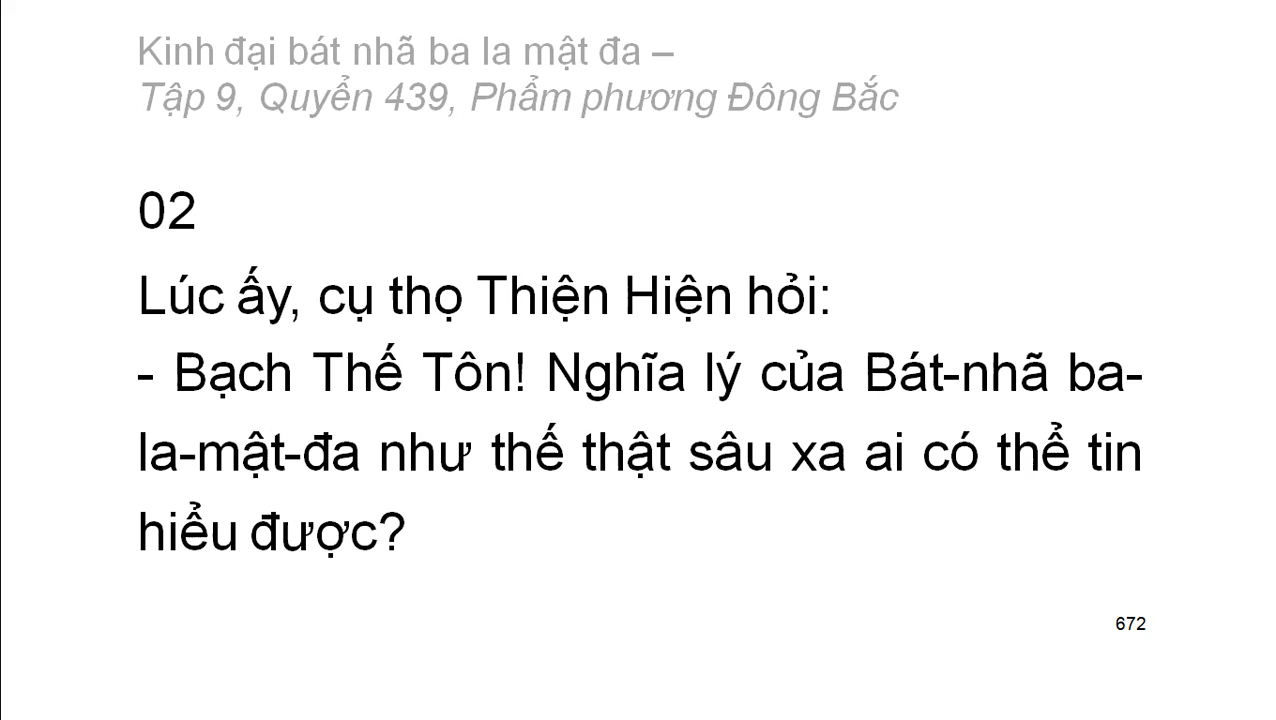 Kinh đại bát nhã ba la mật đa –
Tập 9, Quyển 439, Phẩm phương Đông Bắc
02
Lúc ấy, cụ thọ Thiện Hiện hỏi:
- Bạch Thế Tôn! Nghĩa lý của Bát-nhã ba-
la-mật-đa như thế thật sâu xa ai có thể tin
hiểu được?
672